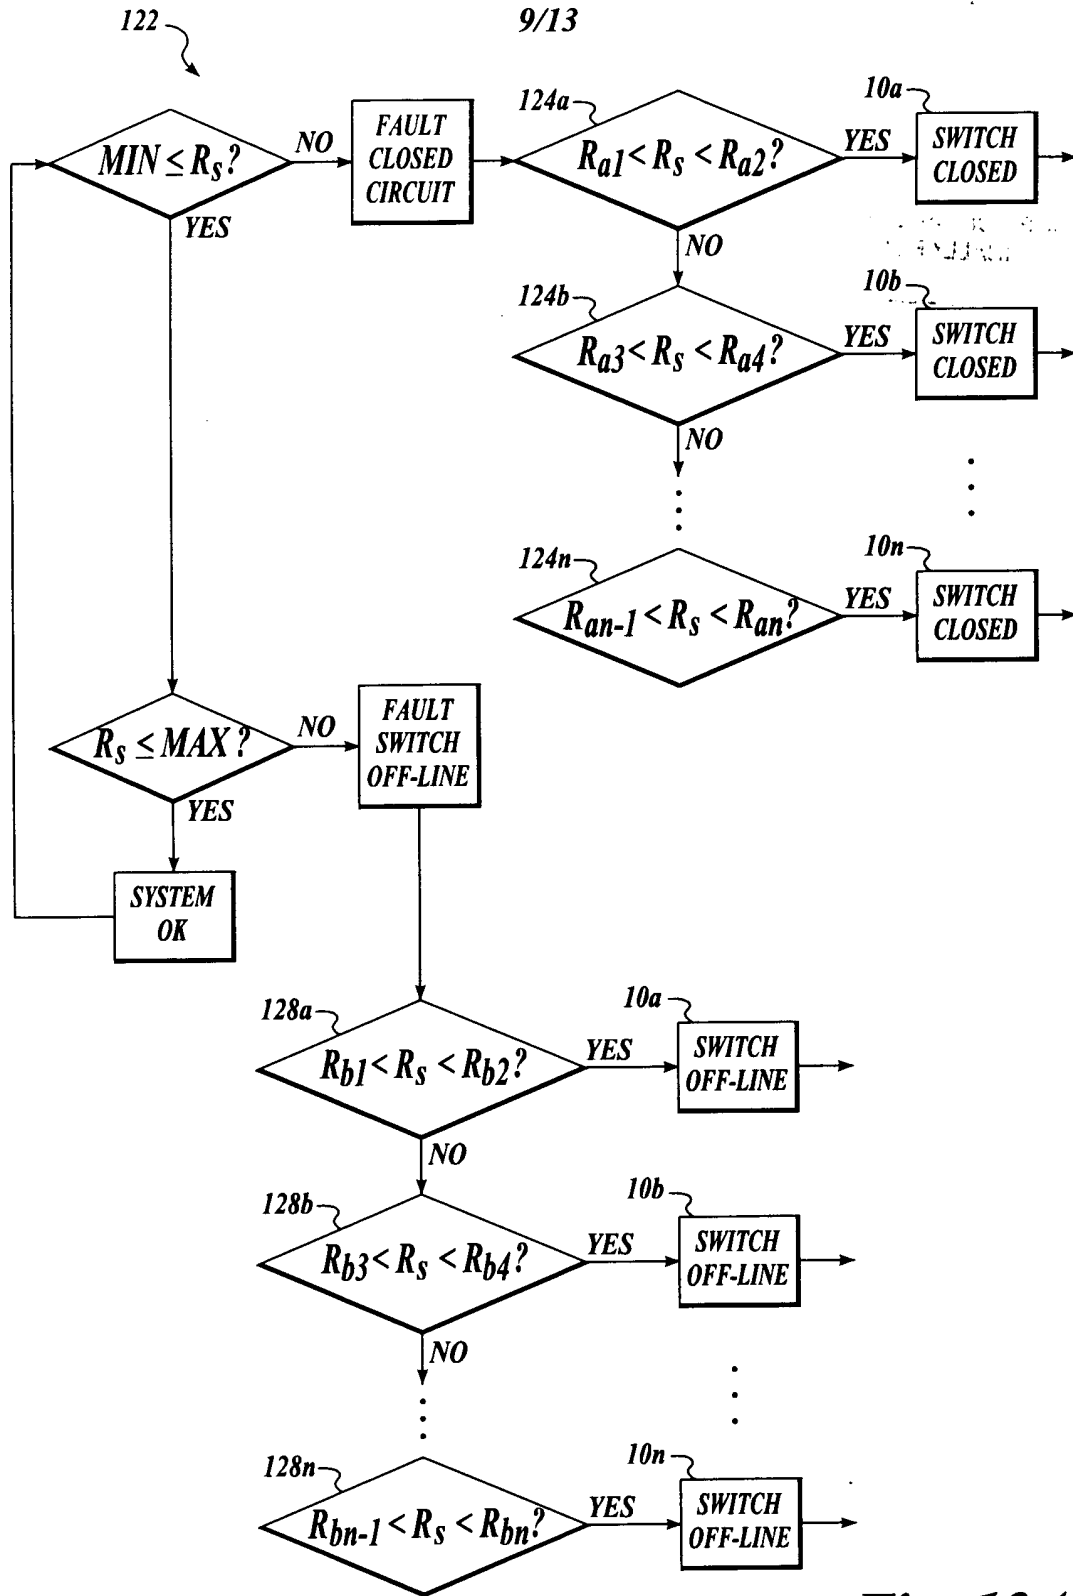 9/13
122
MIN ≤ Rs?
NO
YES
FAULT
CLOSED
CIRCUIT
124a
Ra1 < Rs < Ra2?
YES
NO
10a
SWITCH
CLOSED
124b
Ra3 < Rs < Ra4?
YES
NO
10b
SWITCH
CLOSED
124n
Ran-1 < Rs < Ran?
YES
10n
SWITCH
CLOSED
Rs ≤ MAX?
NO
YES
FAULT
SWITCH
OFF-LINE
SYSTEM
OK
128a
Rb1 < Rs < Rb2?
YES
NO
10a
SWITCH
OFF-LINE
128b
Rb3 < Rs < Rb4?
YES
NO
10b
SWITCH
OFF-LINE
128n
Rbn-1 < Rs < Rbn?
YES
10n
SWITCH
OFF-LINE